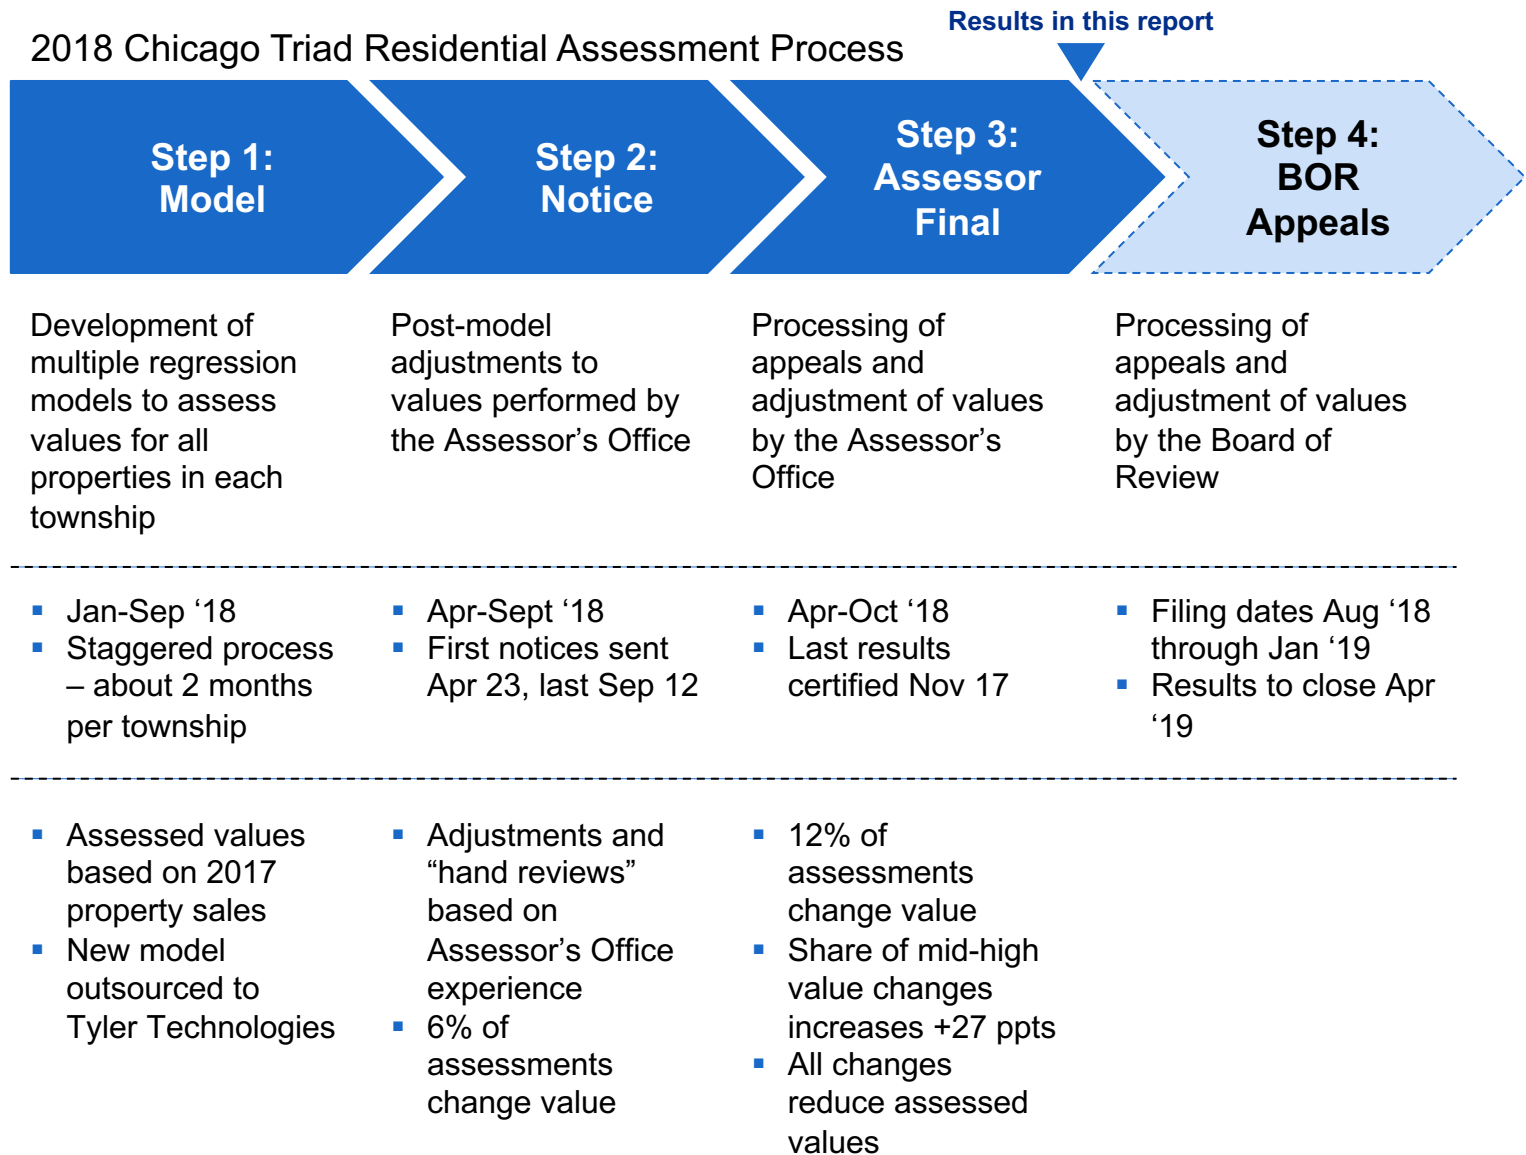 Results in this report
2018 Chicago Triad Residential Assessment Process
Step 1:
Model
Step 2:
Notice
Step 3:
Assessor
Final
Step 4:
BOR
Appeals
Development of
multiple regression
models to assess
values for all
properties in each
township
Post-model
adjustments to
values performed by
the Assessor’s Office
Processing of
appeals and
adjustment of values
by the Assessor’s
Office
Processing of
appeals and
adjustment of values
by the Board of
Review
▪ Jan-Sep ‘18
▪ Staggered process
– about 2 months
per township
▪ Apr-Sept ‘18
▪ First notices sent
Apr 23, last Sep 12
▪ Apr-Oct ‘18
▪ Last results
certified Nov 17
▪ Filing dates Aug ‘18
through Jan ‘19
▪ Results to close Apr
‘19
▪ Assessed values
based on 2017
property sales
▪ New model
outsourced to
Tyler Technologies
▪ Adjustments and
“hand reviews”
based on
Assessor’s Office
experience
▪ 6% of
assessments
change value
▪ 12% of
assessments
change value
▪ Share of mid-high
value changes
increases +27 ppts
▪ All changes
reduce assessed
values